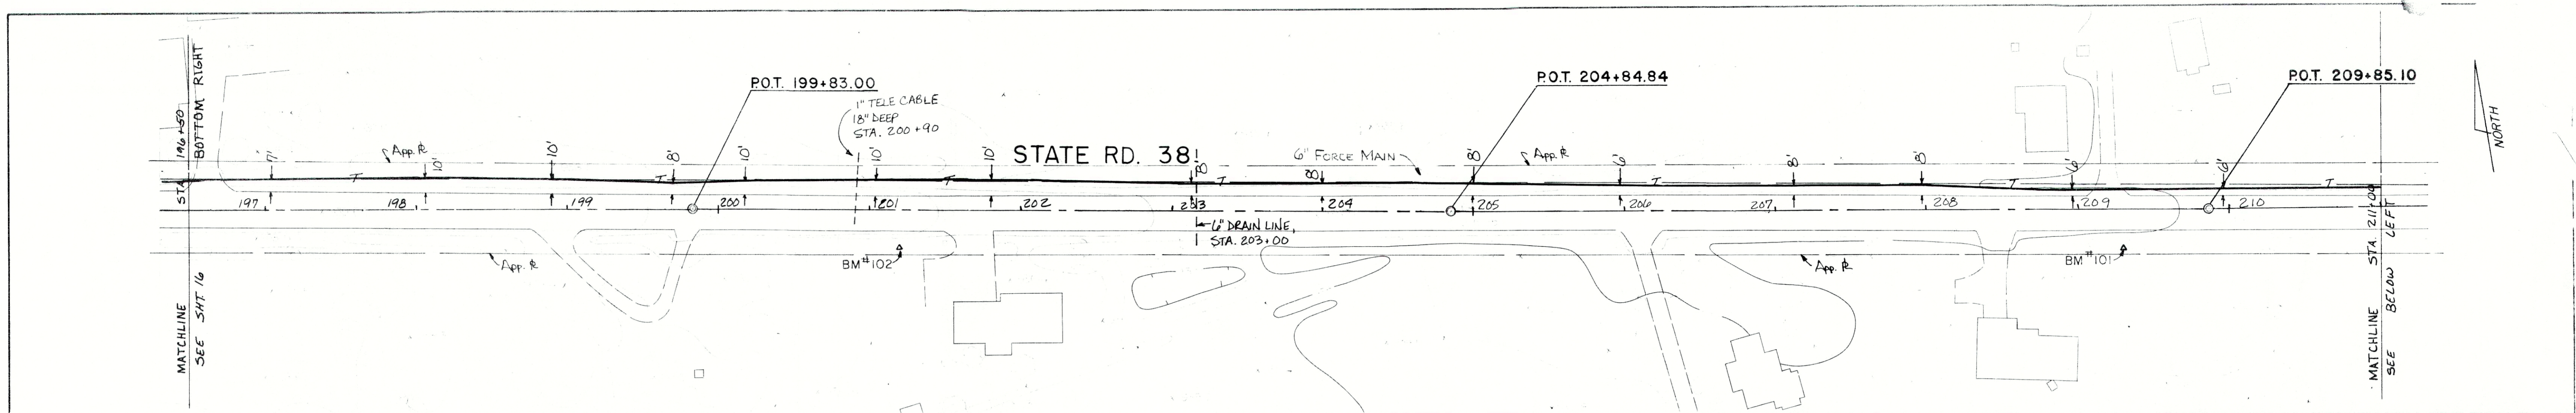 P.O.T. 199+83.00
P.O.T. 204+84.84
P.O.T. 209+85.10
STA. 196+50
BOTTOM RIGHT
1" TELE CABLE
18" DEEP
STA. 200+90
NORTH
App. ℞
STATE RD. 38
6" FORCE MAIN
App. ℞
10' 10' 8' 10' 10' 10' 8' 8' 8' 6' 8' 8' 6' 6'
T T T T T T T
197 198 199 200 201 202 203 204 205 206 207 208 209 210
6" DRAIN LINE,
STA. 203+00
App. ℞
BM #102
App. ℞
BM #101
MATCHLINE
SEE SHT. 16
MATCHLINE STA. 211+00
SEE BELOW LEFT